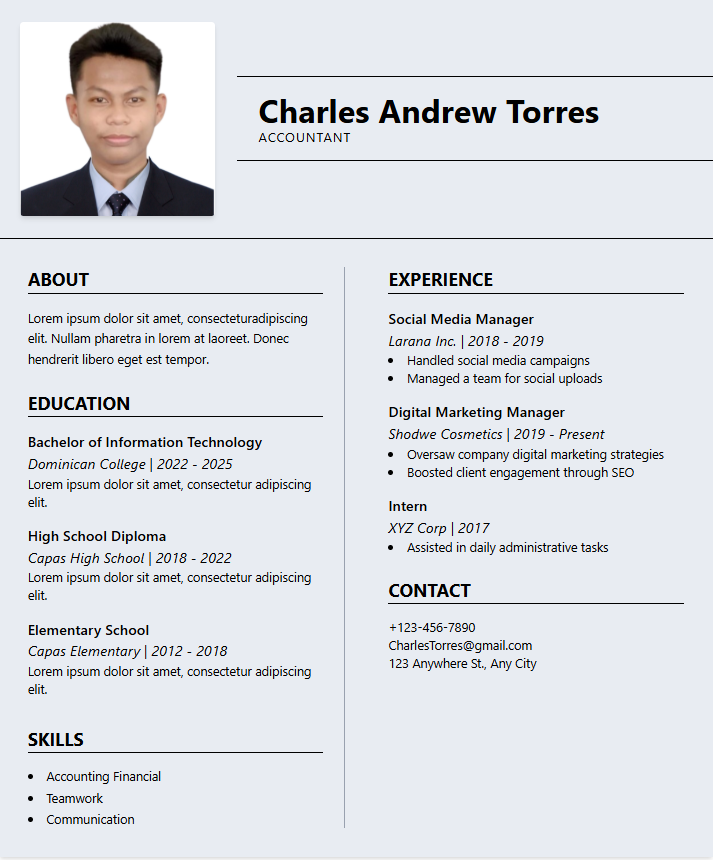 Charles Andrew Torres
ACCOUNTANT
ABOUT
Lorem ipsum dolor sit amet, consecteturadipiscing
elit. Nullam pharetra in lorem at laoreet. Donec
hendrerit libero eget est tempor.
EDUCATION
Bachelor of Information Technology
Dominican College | 2022 - 2025
Lorem ipsum dolor sit amet, consectetur adipiscing
elit.
High School Diploma
Capas High School | 2018 - 2022
Lorem ipsum dolor sit amet, consectetur adipiscing
elit.
Elementary School
Capas Elementary | 2012 - 2018
Lorem ipsum dolor sit amet, consectetur adipiscing
elit.
SKILLS
• Accounting Financial
• Teamwork
• Communication
EXPERIENCE
Social Media Manager
Larana Inc. | 2018 - 2019
• Handled social media campaigns
• Managed a team for social uploads
Digital Marketing Manager
Shodwe Cosmetics | 2019 - Present
• Oversaw company digital marketing strategies
• Boosted client engagement through SEO
Intern
XYZ Corp | 2017
• Assisted in daily administrative tasks
CONTACT
+123-456-7890
CharlesTorres@gmail.com
123 Anywhere St., Any City